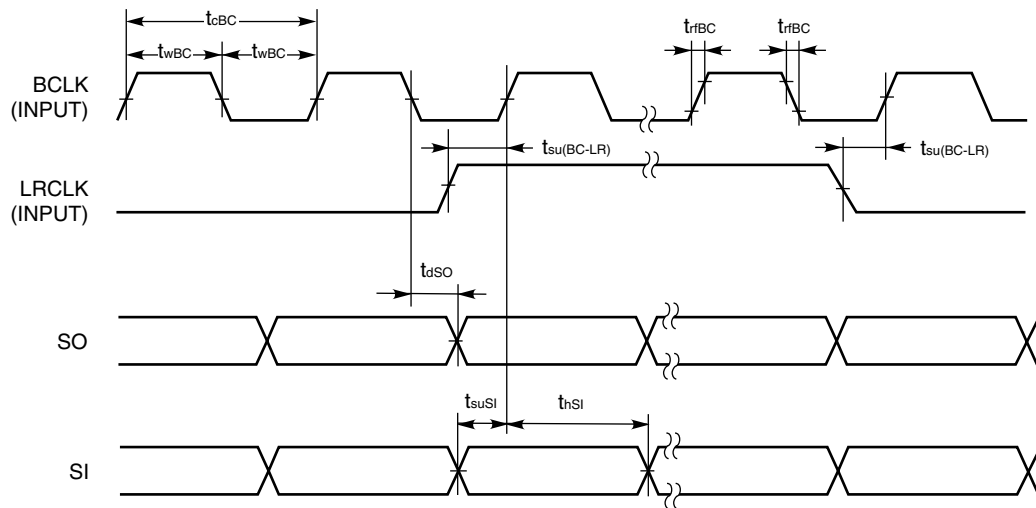 tcBC
twBC twBC
trfBC trfBC
BCLK
(INPUT)
tsu(BC-LR) tsu(BC-LR)
LRCLK
(INPUT)
tdSO
SO
tsuSI thSI
SI